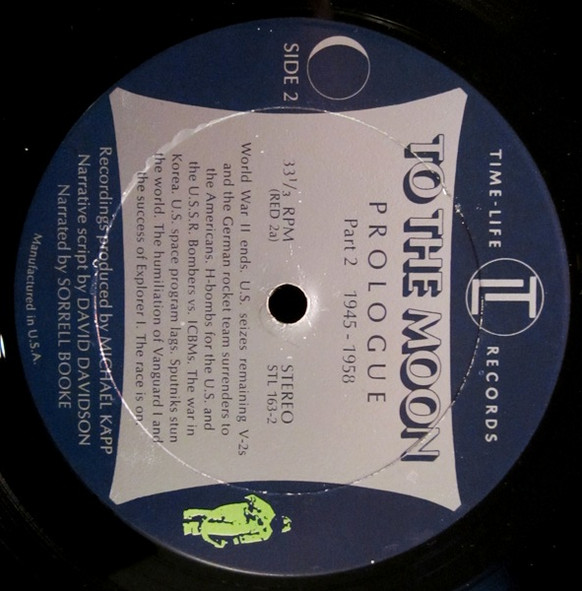 TIME-LIFE TL RECORDS
TO THE MOON
PROLOGUE
Part 2 1945 - 1958
SIDE 2
33 1/3 RPM
(RED 2a)
STEREO
STL 163-2
World War II ends. U.S. seizes remaining V-2s
and the German rocket team surrenders to
the Americans. H-bombs for the U.S. and
the U.S.S.R. Bombers vs. ICBMs. The war in
Korea. U.S. space program lags. Sputniks stun
the world. The humiliation of Vanguard I and
the success of Explorer I. The race is on.
Recordings produced by MICHAEL KAPP
Narrative script by DAVID DAVIDSON
Narrated by SORRELL BOOKE
Manufactured in U.S.A.